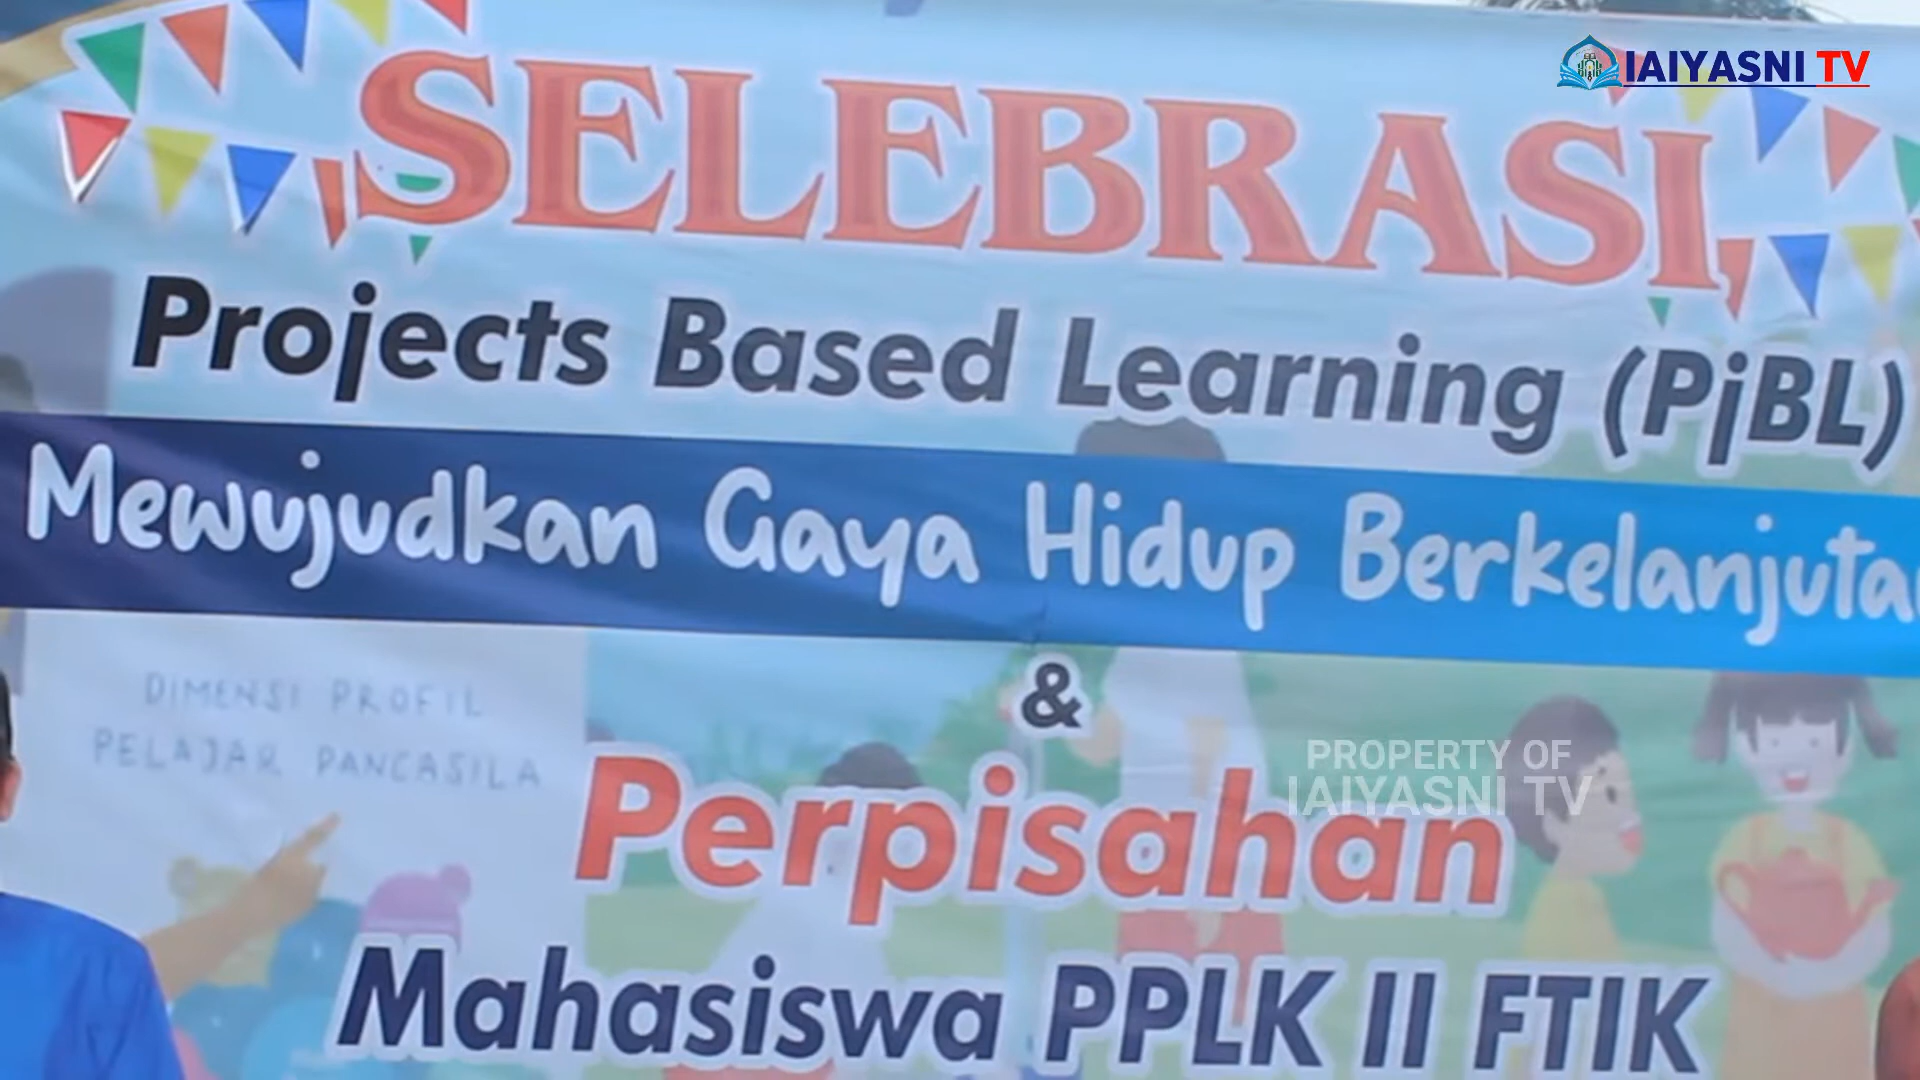 IAIYASNI TV
SELEBRASI
Projects Based Learning (PjBL)
Mewujudkan Gaya Hidup Berkelanjuta
DIMENSI PROFIL
PELAJAR PANCASILA
&
Perpisahan
PROPERTY OF
IAIYASNI TV
Mahasiswa PPLK II FTIK